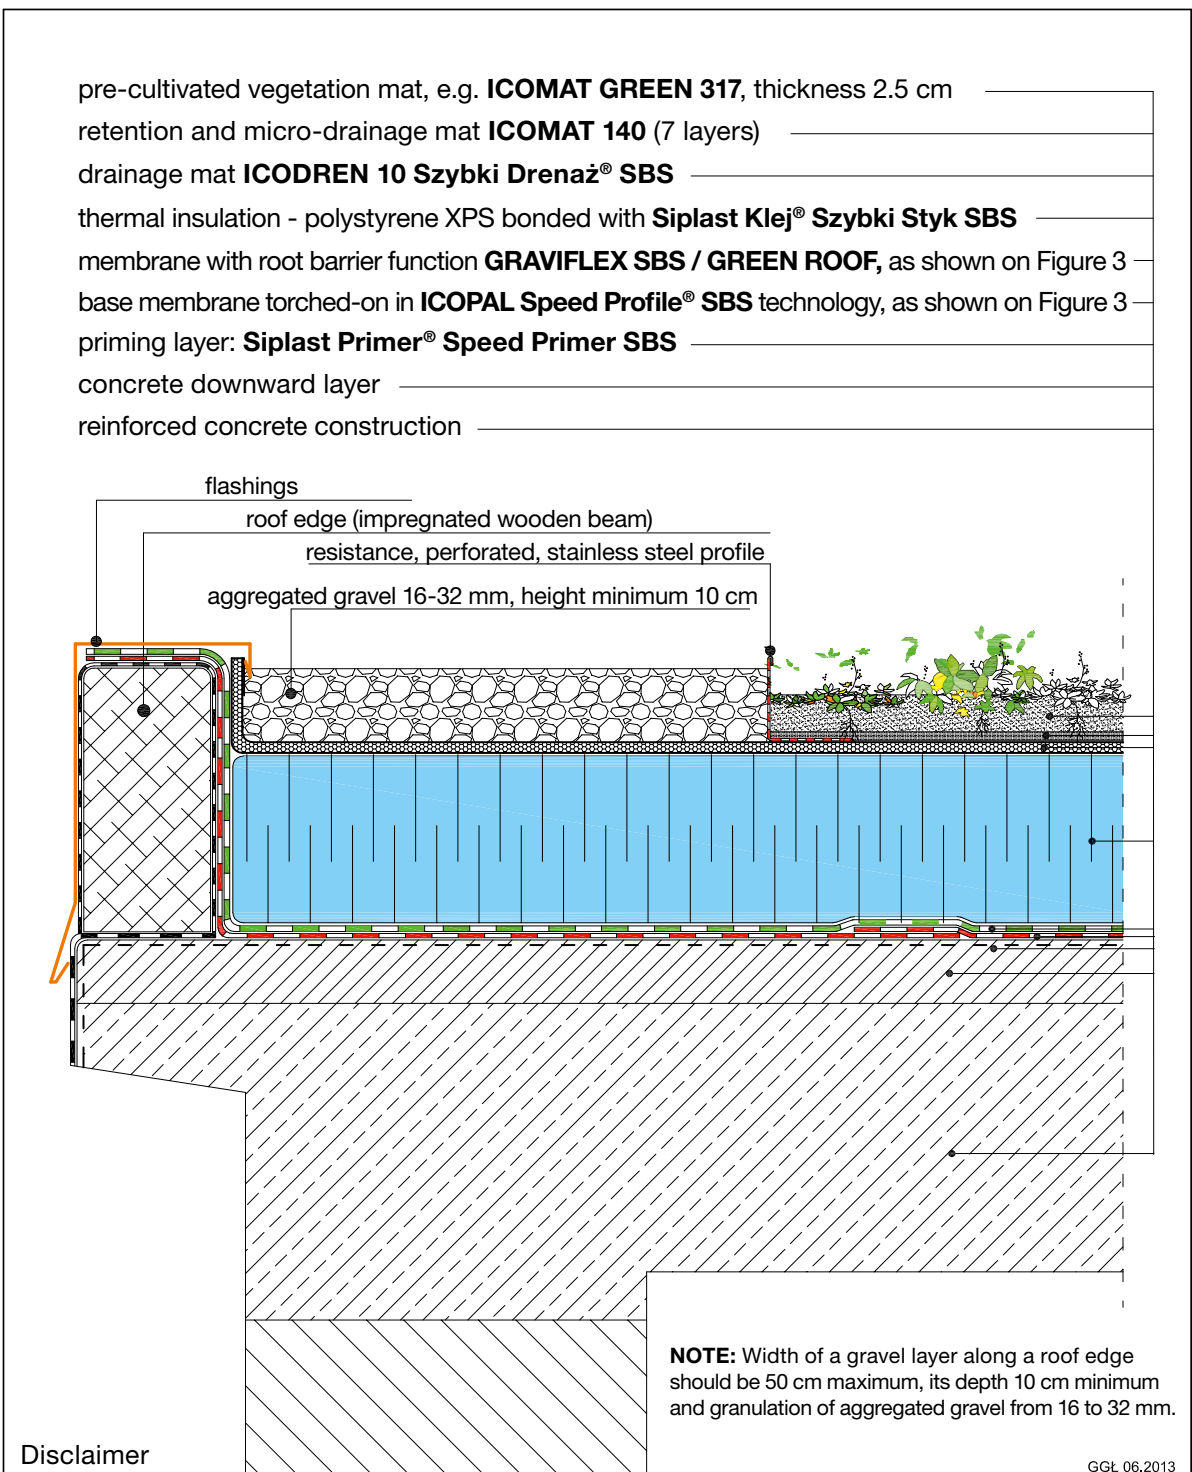 pre-cultivated vegetation mat, e.g. ICOMAT GREEN 317, thickness 2.5 cm
retention and micro-drainage mat ICOMAT 140 (7 layers)
drainage mat ICODREN 10 Szybki Drenaż® SBS
thermal insulation - polystyrene XPS bonded with Siplast Klej® Szybki Styk SBS
membrane with root barrier function GRAVIFLEX SBS / GREEN ROOF, as shown on Figure 3
base membrane torched-on in ICOPAL Speed Profile® SBS technology, as shown on Figure 3
priming layer: Siplast Primer® Speed Primer SBS
concrete downward layer
reinforced concrete construction
flashings
roof edge (impregnated wooden beam)
resistance, perforated, stainless steel profile
aggregated gravel 16-32 mm, height minimum 10 cm
NOTE: Width of a gravel layer along a roof edge
should be 50 cm maximum, its depth 10 cm minimum
and granulation of aggregated gravel from 16 to 32 mm.
Disclaimer
GGŁ 06.2013